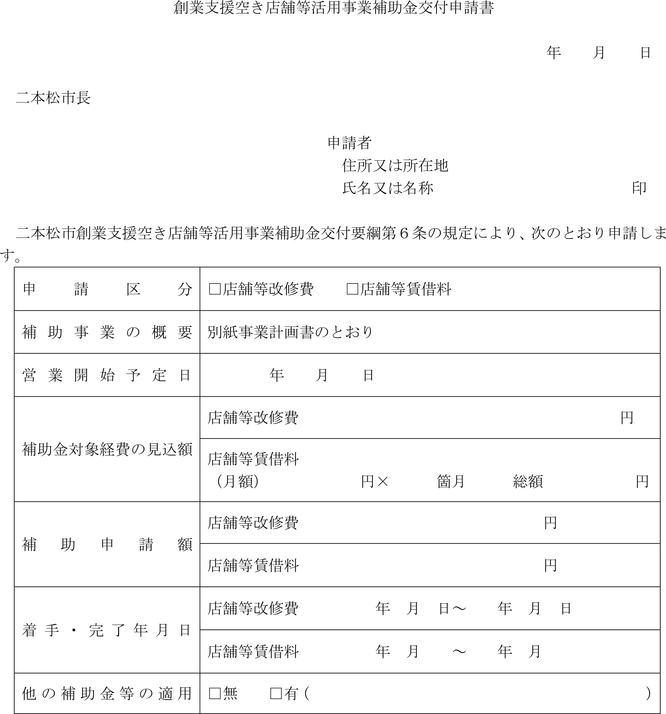 創業支援空き店舗等活用事業補助金交付申請書
年　　月　　日
二本松市長
申請者
住所又は所在地
氏名又は名称　　　　　　　　　　　　　印
二本松市創業支援空き店舗等活用事業補助金交付要綱第６条の規定により、次のとおり申請しま
す。
申請区分　□店舗等改修費　　□店舗等賃借料
補助事業の概要　別紙事業計画書のとおり
営業開始予定日　　　　年　　月　　日
補助金対象経費の見込額
店舗等改修費　　　　　　　　　　　　　円
店舗等賃借料
（月額）　　　　　　円×　　　箇月　　　総額　　　　　　円
補助申請額
店舗等改修費　　　　　　　　　　円
店舗等賃借料　　　　　　　　　　円
着手・完了年月日
店舗等改修費　　　　　年　月　日～　　年　月　日
店舗等賃借料　　　　　年　月　　～　　年　月
他の補助金等の適用　□無　　□有（　　　　　　　　　　　　　　　）